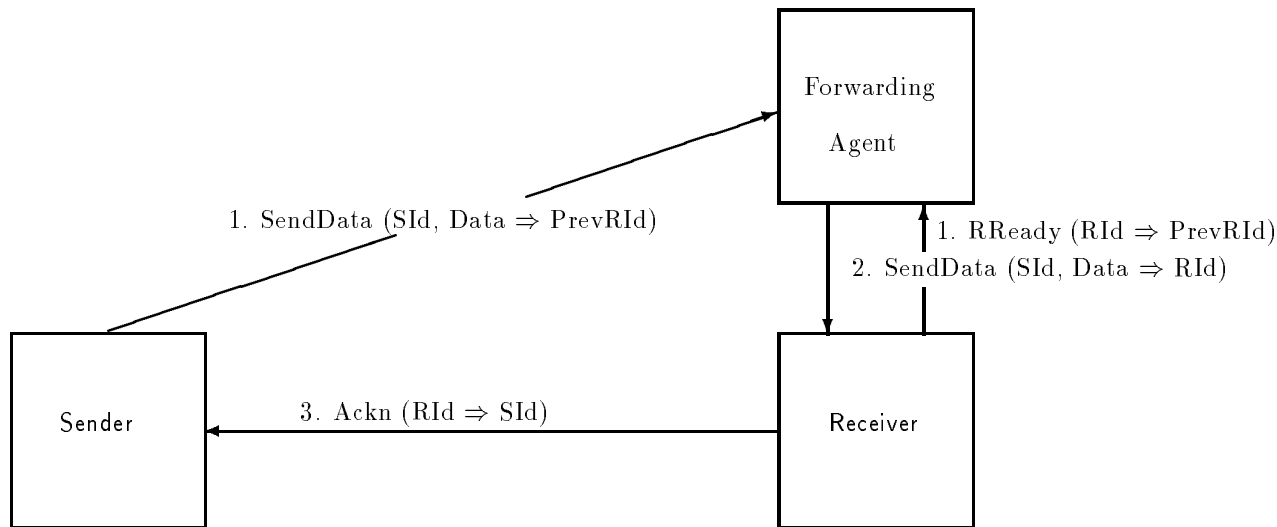 Forwarding
Agent
1. SendData (SId, Data ⇒ PrevRId)
1. RReady (RId ⇒ PrevRId)
2. SendData (SId, Data ⇒ RId)
3. Ackn (RId ⇒ SId)
Sender
Receiver